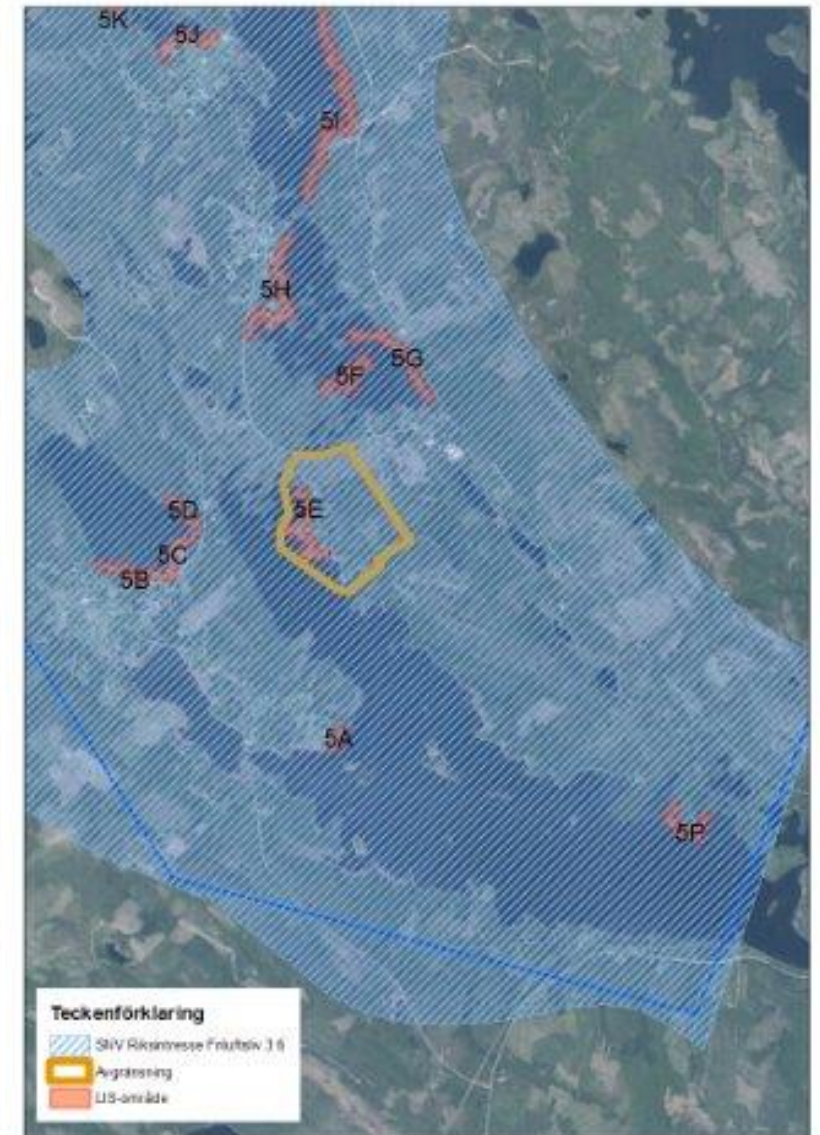 5K
5J
5I
5H
5G
5F
5E
5D
5C
5B
5A
5P
Teckenförklaring
SNV Riksintresse Friluftsliv 3:6
Avgränsning
LIS-område